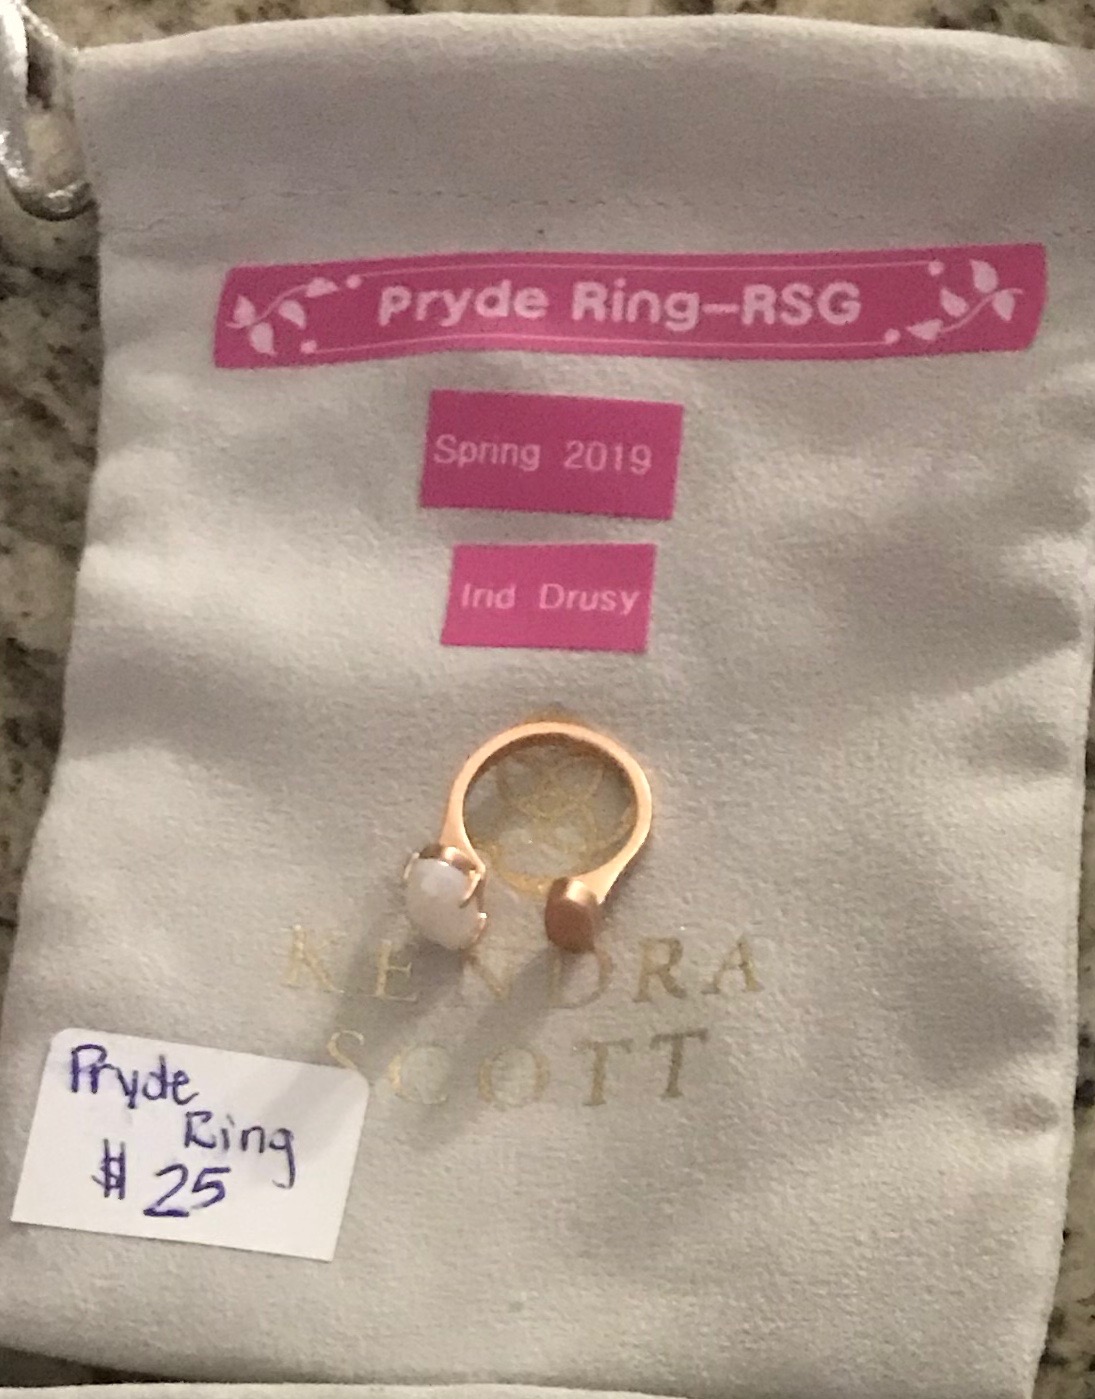 Pryde Ring-RSG
Spring 2019
Irid Drusy
KENDRA
SCOTT
Pryde
Ring
$25